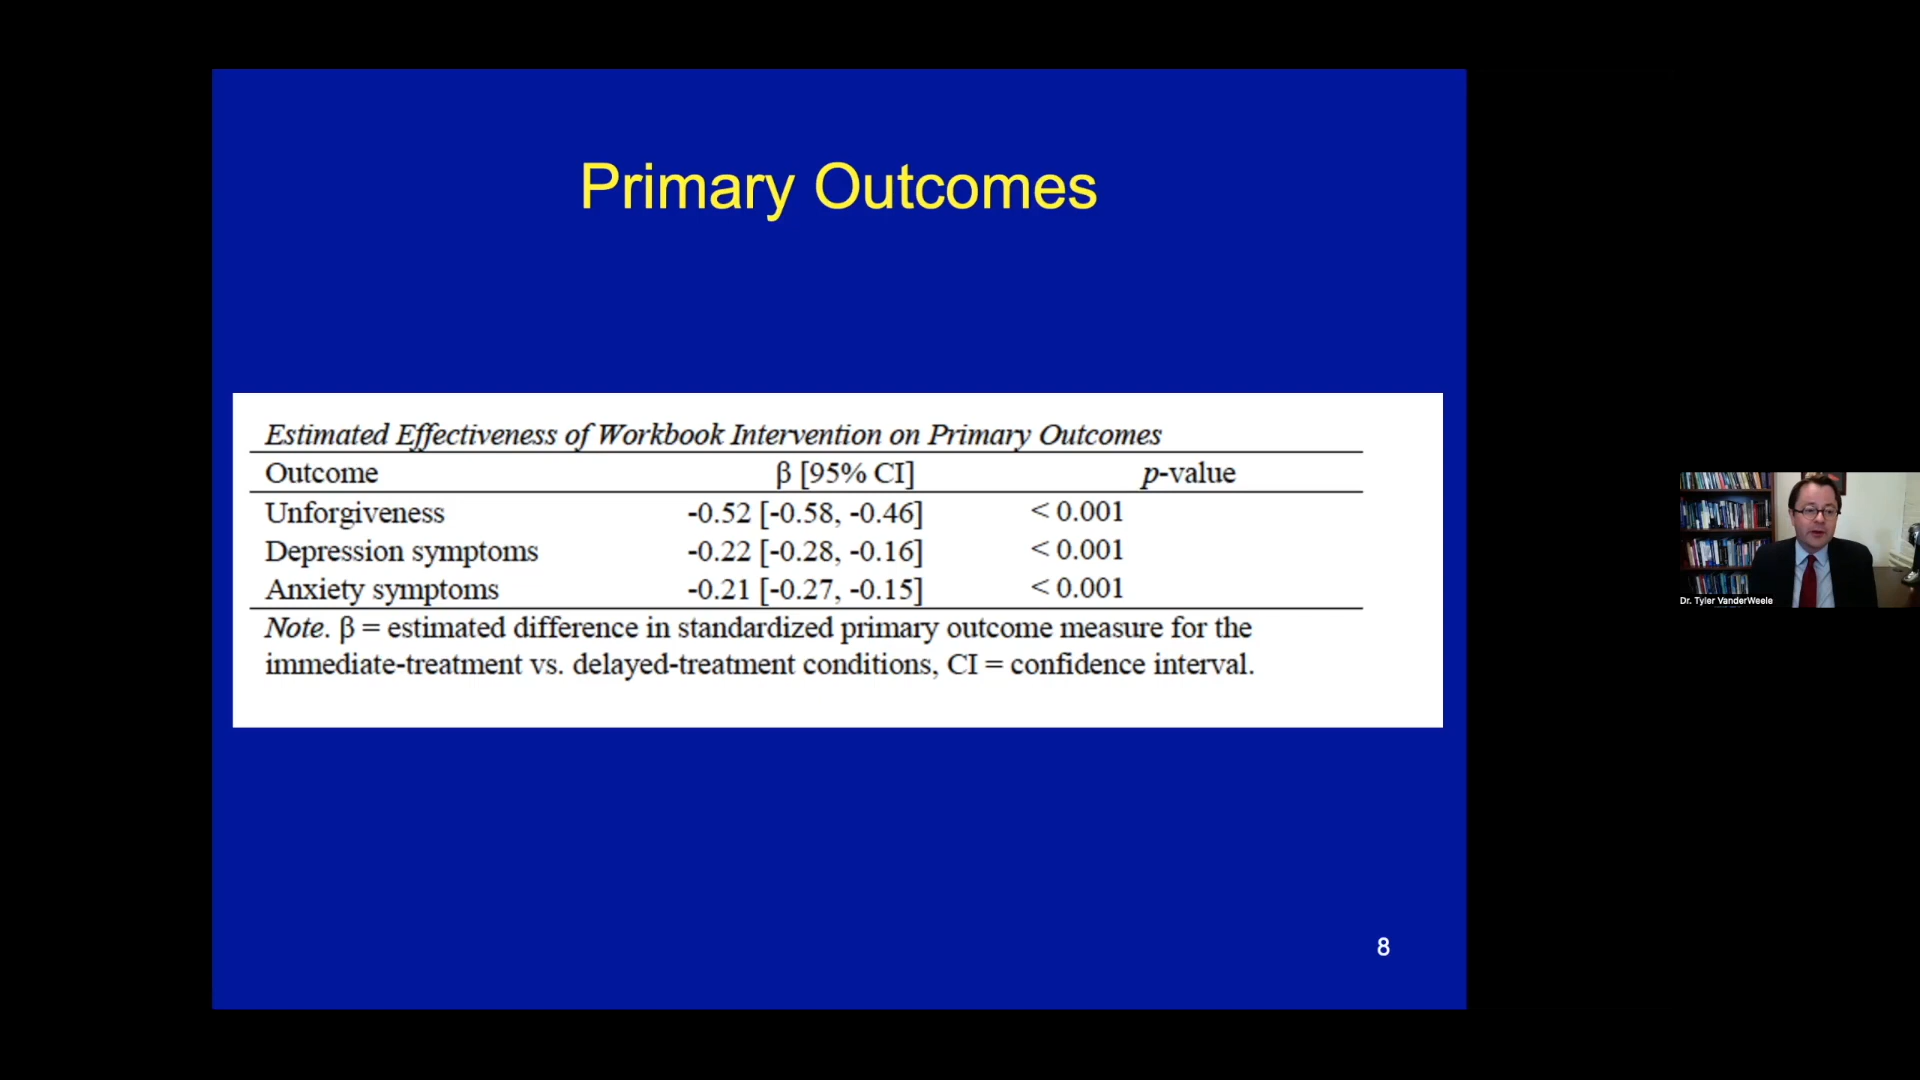 Primary Outcomes
Estimated Effectiveness of Workbook Intervention on Primary Outcomes
Outcome β [95% CI] p-value
Unforgiveness -0.52 [-0.58, -0.46] < 0.001
Depression symptoms -0.22 [-0.28, -0.16] < 0.001
Anxiety symptoms -0.21 [-0.27, -0.15] < 0.001
Note. β = estimated difference in standardized primary outcome measure for the
immediate-treatment vs. delayed-treatment conditions, CI = confidence interval.
8
Dr. Tyler VanderWeele